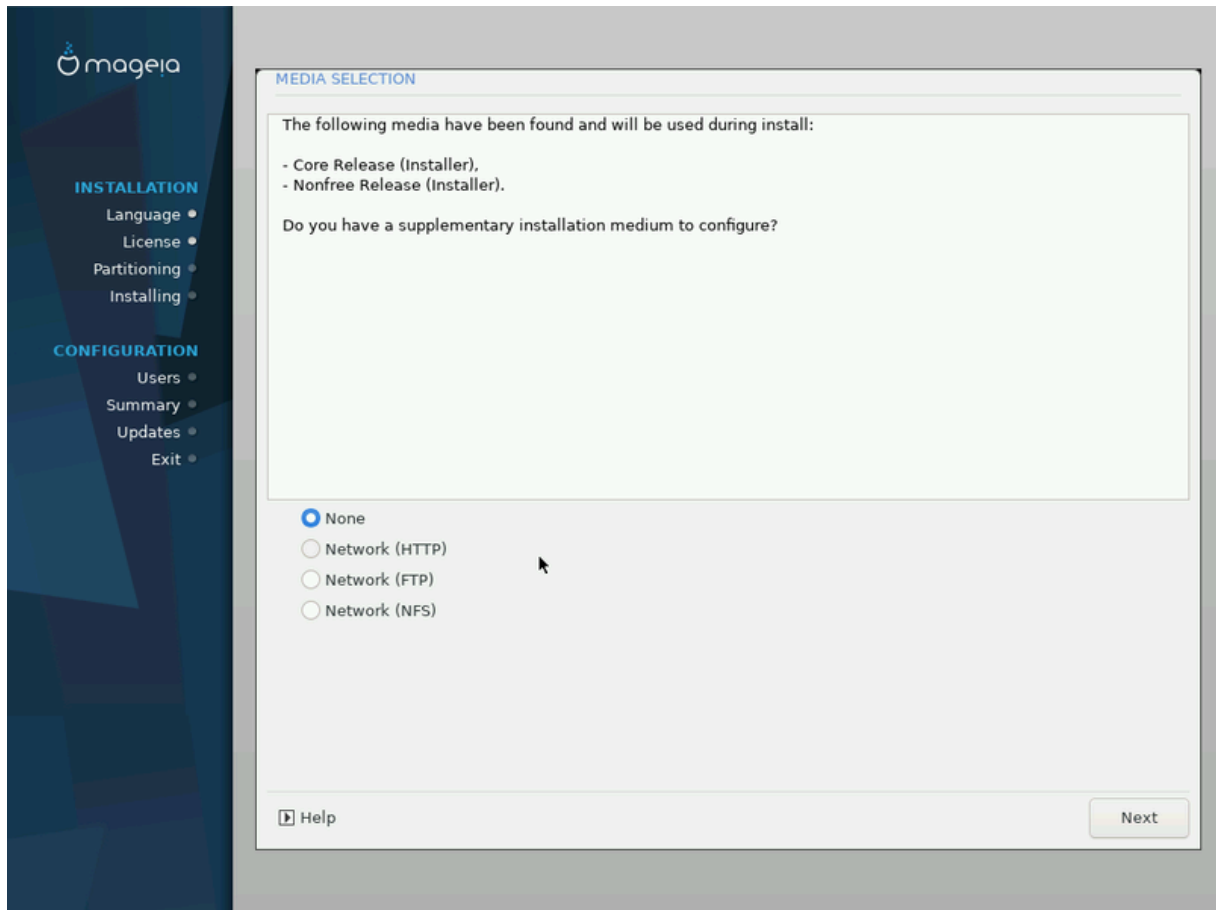 mageia
INSTALLATION
Language
License
Partitioning
Installing
CONFIGURATION
Users
Summary
Updates
Exit
MEDIA SELECTION
The following media have been found and will be used during install:
- Core Release (Installer),
- Nonfree Release (Installer).
Do you have a supplementary installation medium to configure?
None
Network (HTTP)
Network (FTP)
Network (NFS)
Help
Next